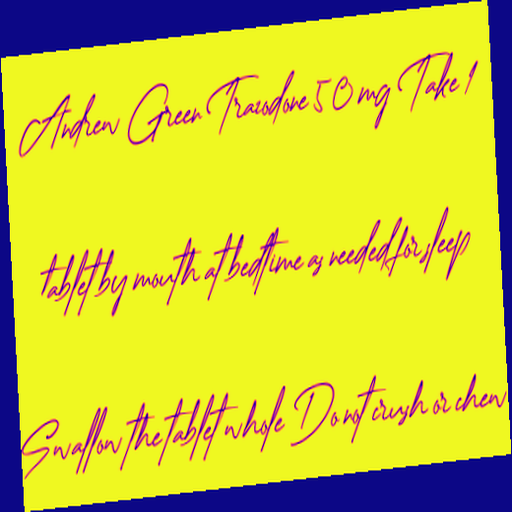 Andrew Green Trazodone 50 mg Take 1
tablet by mouth at bedtime as needed for sleep
Swallow the tablet whole Do not crush or chew